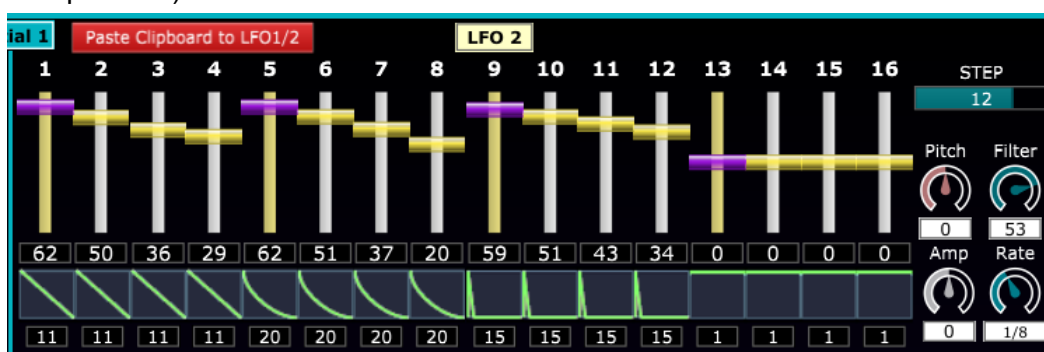 ial 1 Paste Clipboard to LFO1/2 LFO 2
1 2 3 4 5 6 7 8 9 10 11 12 13 14 15 16 STEP
12
Pitch Filter
62 50 36 29 62 51 37 20 59 51 43 34 0 0 0 0 0 53
Amp Rate
11 11 11 11 20 20 20 20 15 15 15 15 1 1 1 1 0 1/8